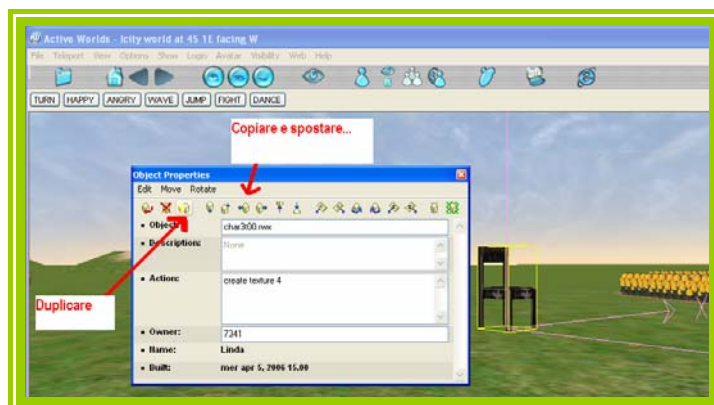 Active Worlds - Icity world at 45 1E facing W
File Teleport View Options Show Login Avatar Visibility Web Help
TURN HAPPY ANGRY WAVE JUMP FIGHT DANCE
Copiare e spostare...
Object Properties
Edit Move Rotate
Object:
Description: None
Action: create texture 4
Duplicare
Owner: 7341
Name: Linda
Built: mer apr 5, 2006 15.00